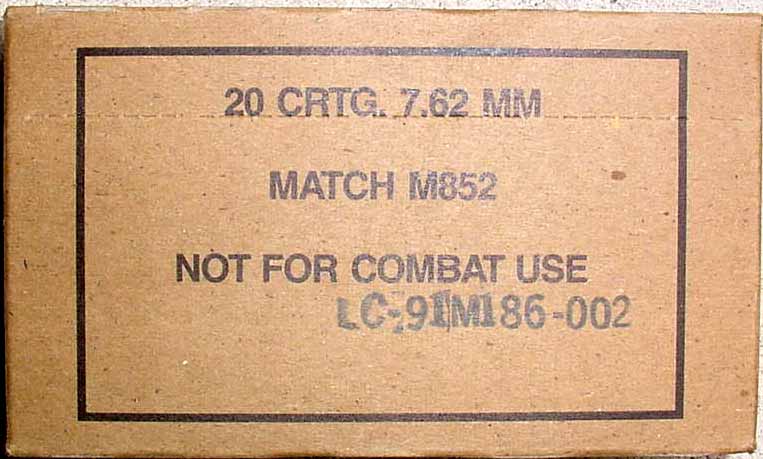 20 CRTG. 7.62 MM
MATCH M852
NOT FOR COMBAT USE
LC-91M186-002